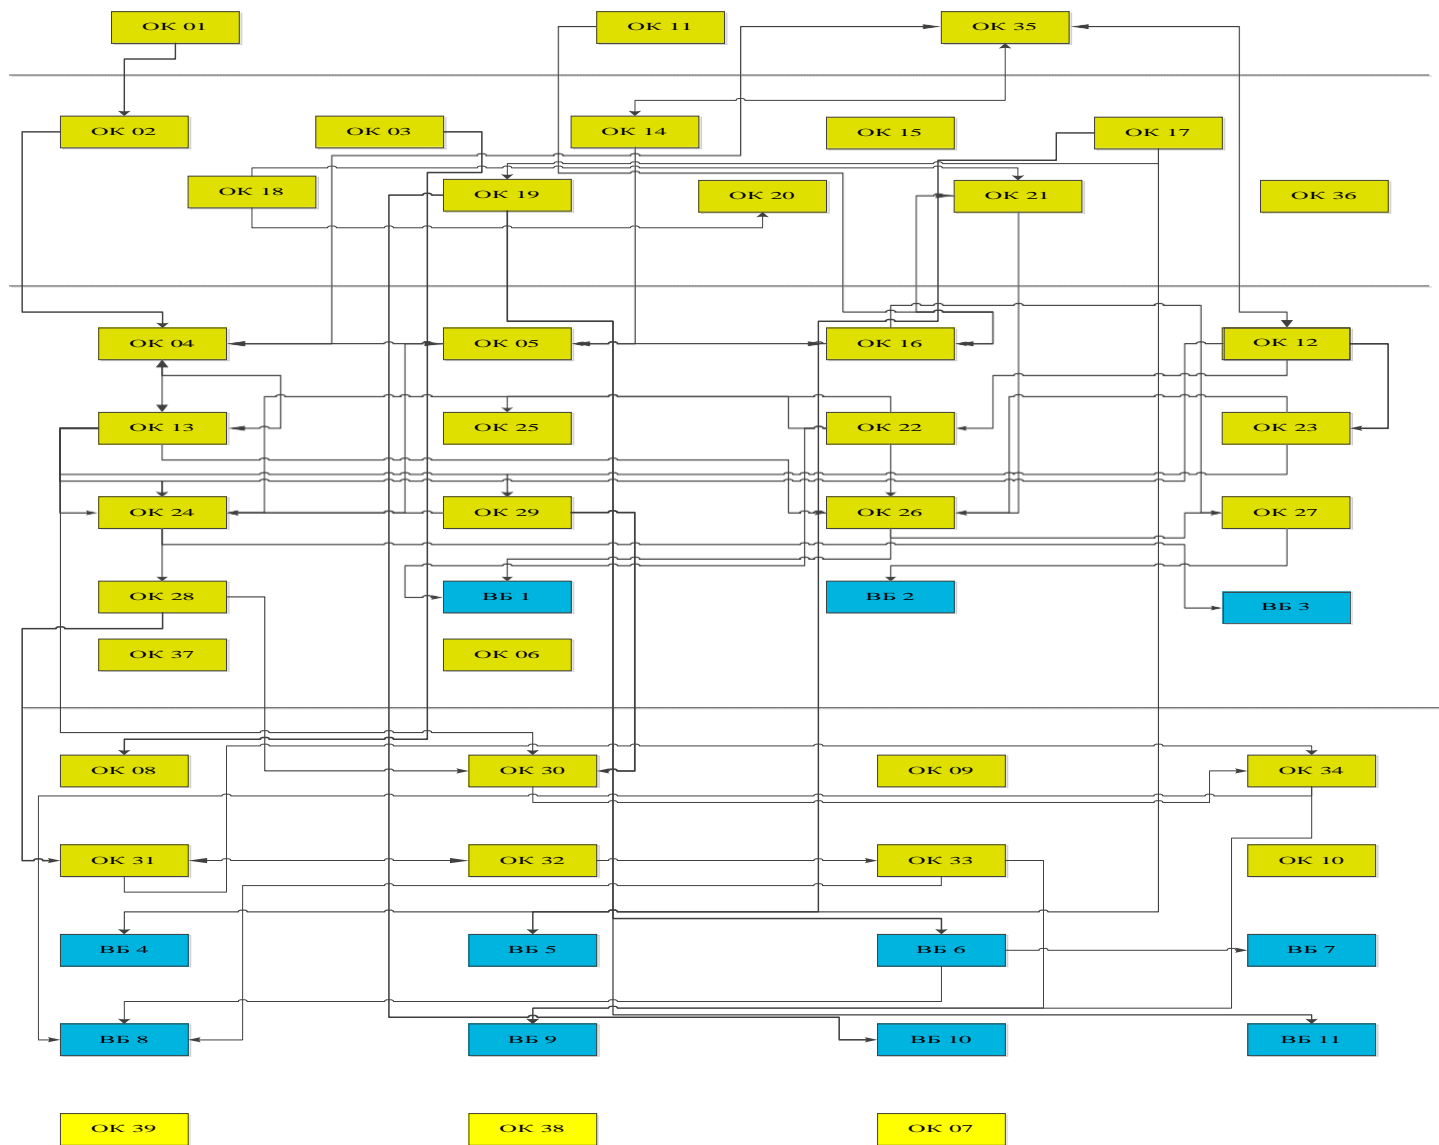 ОК 01
ОК 11
ОК 35
ОК 02
ОК 03
ОК 14
ОК 15
ОК 17
ОК 18
ОК 19
ОК 20
ОК 21
ОК 36
ОК 04
ОК 05
ОК 16
ОК 12
ОК 13
ОК 25
ОК 22
ОК 23
ОК 24
ОК 29
ОК 26
ОК 27
ОК 28
ВБ 1
ВБ 2
ВБ 3
ОК 37
ОК 06
ОК 08
ОК 30
ОК 09
ОК 34
ОК 31
ОК 32
ОК 33
ОК 10
ВБ 4
ВБ 5
ВБ 6
ВБ 7
ВБ 8
ВБ 9
ВБ 10
ВБ 11
ОК 39
ОК 38
ОК 07